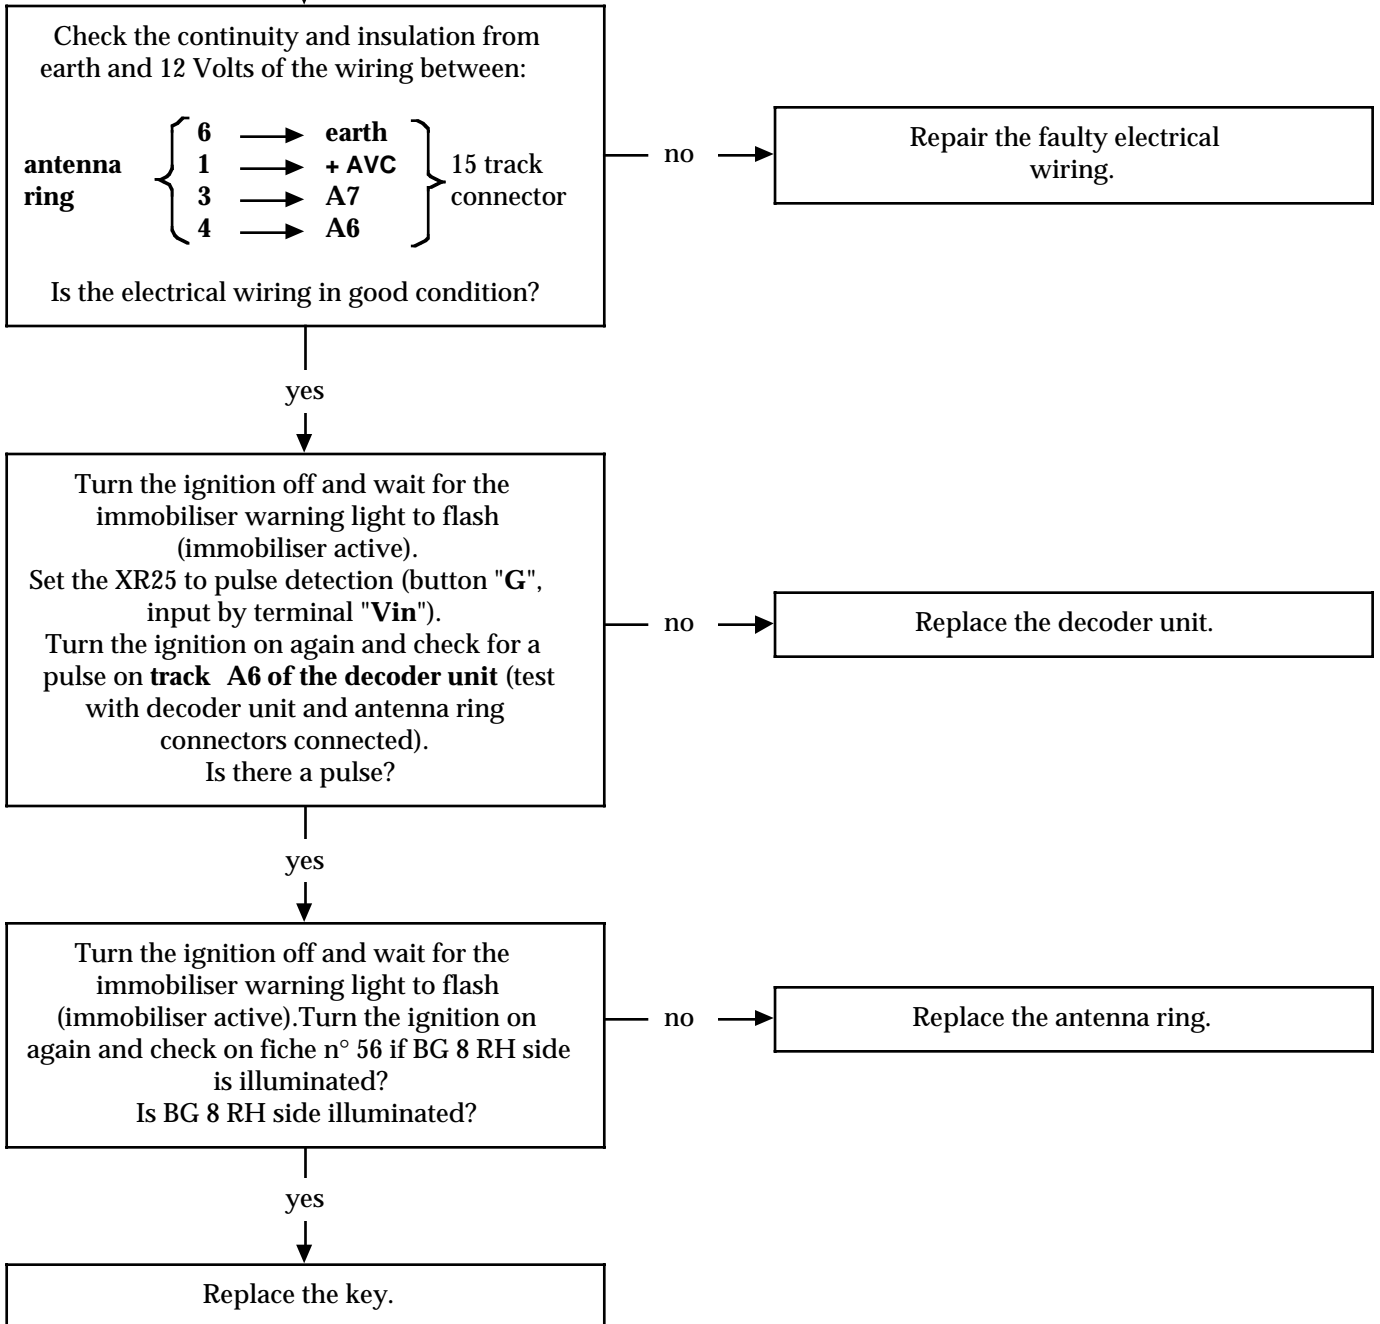 Check the continuity and insulation from
earth and 12 Volts of the wiring between:
antenna
ring
6 earth
1 + AVC
3 A7
4 A6
15 track
connector
Is the electrical wiring in good condition?
no
Repair the faulty electrical
wiring.
yes
Turn the ignition off and wait for the
immobiliser warning light to flash
(immobiliser active).
Set the XR25 to pulse detection (button "G",
input by terminal "Vin").
Turn the ignition on again and check for a
pulse on track A6 of the decoder unit (test
with decoder unit and antenna ring
connectors connected).
Is there a pulse?
no
Replace the decoder unit.
yes
Turn the ignition off and wait for the
immobiliser warning light to flash
(immobiliser active).Turn the ignition on
again and check on fiche n° 56 if BG 8 RH side
is illuminated?
Is BG 8 RH side illuminated?
no
Replace the antenna ring.
yes
Replace the key.